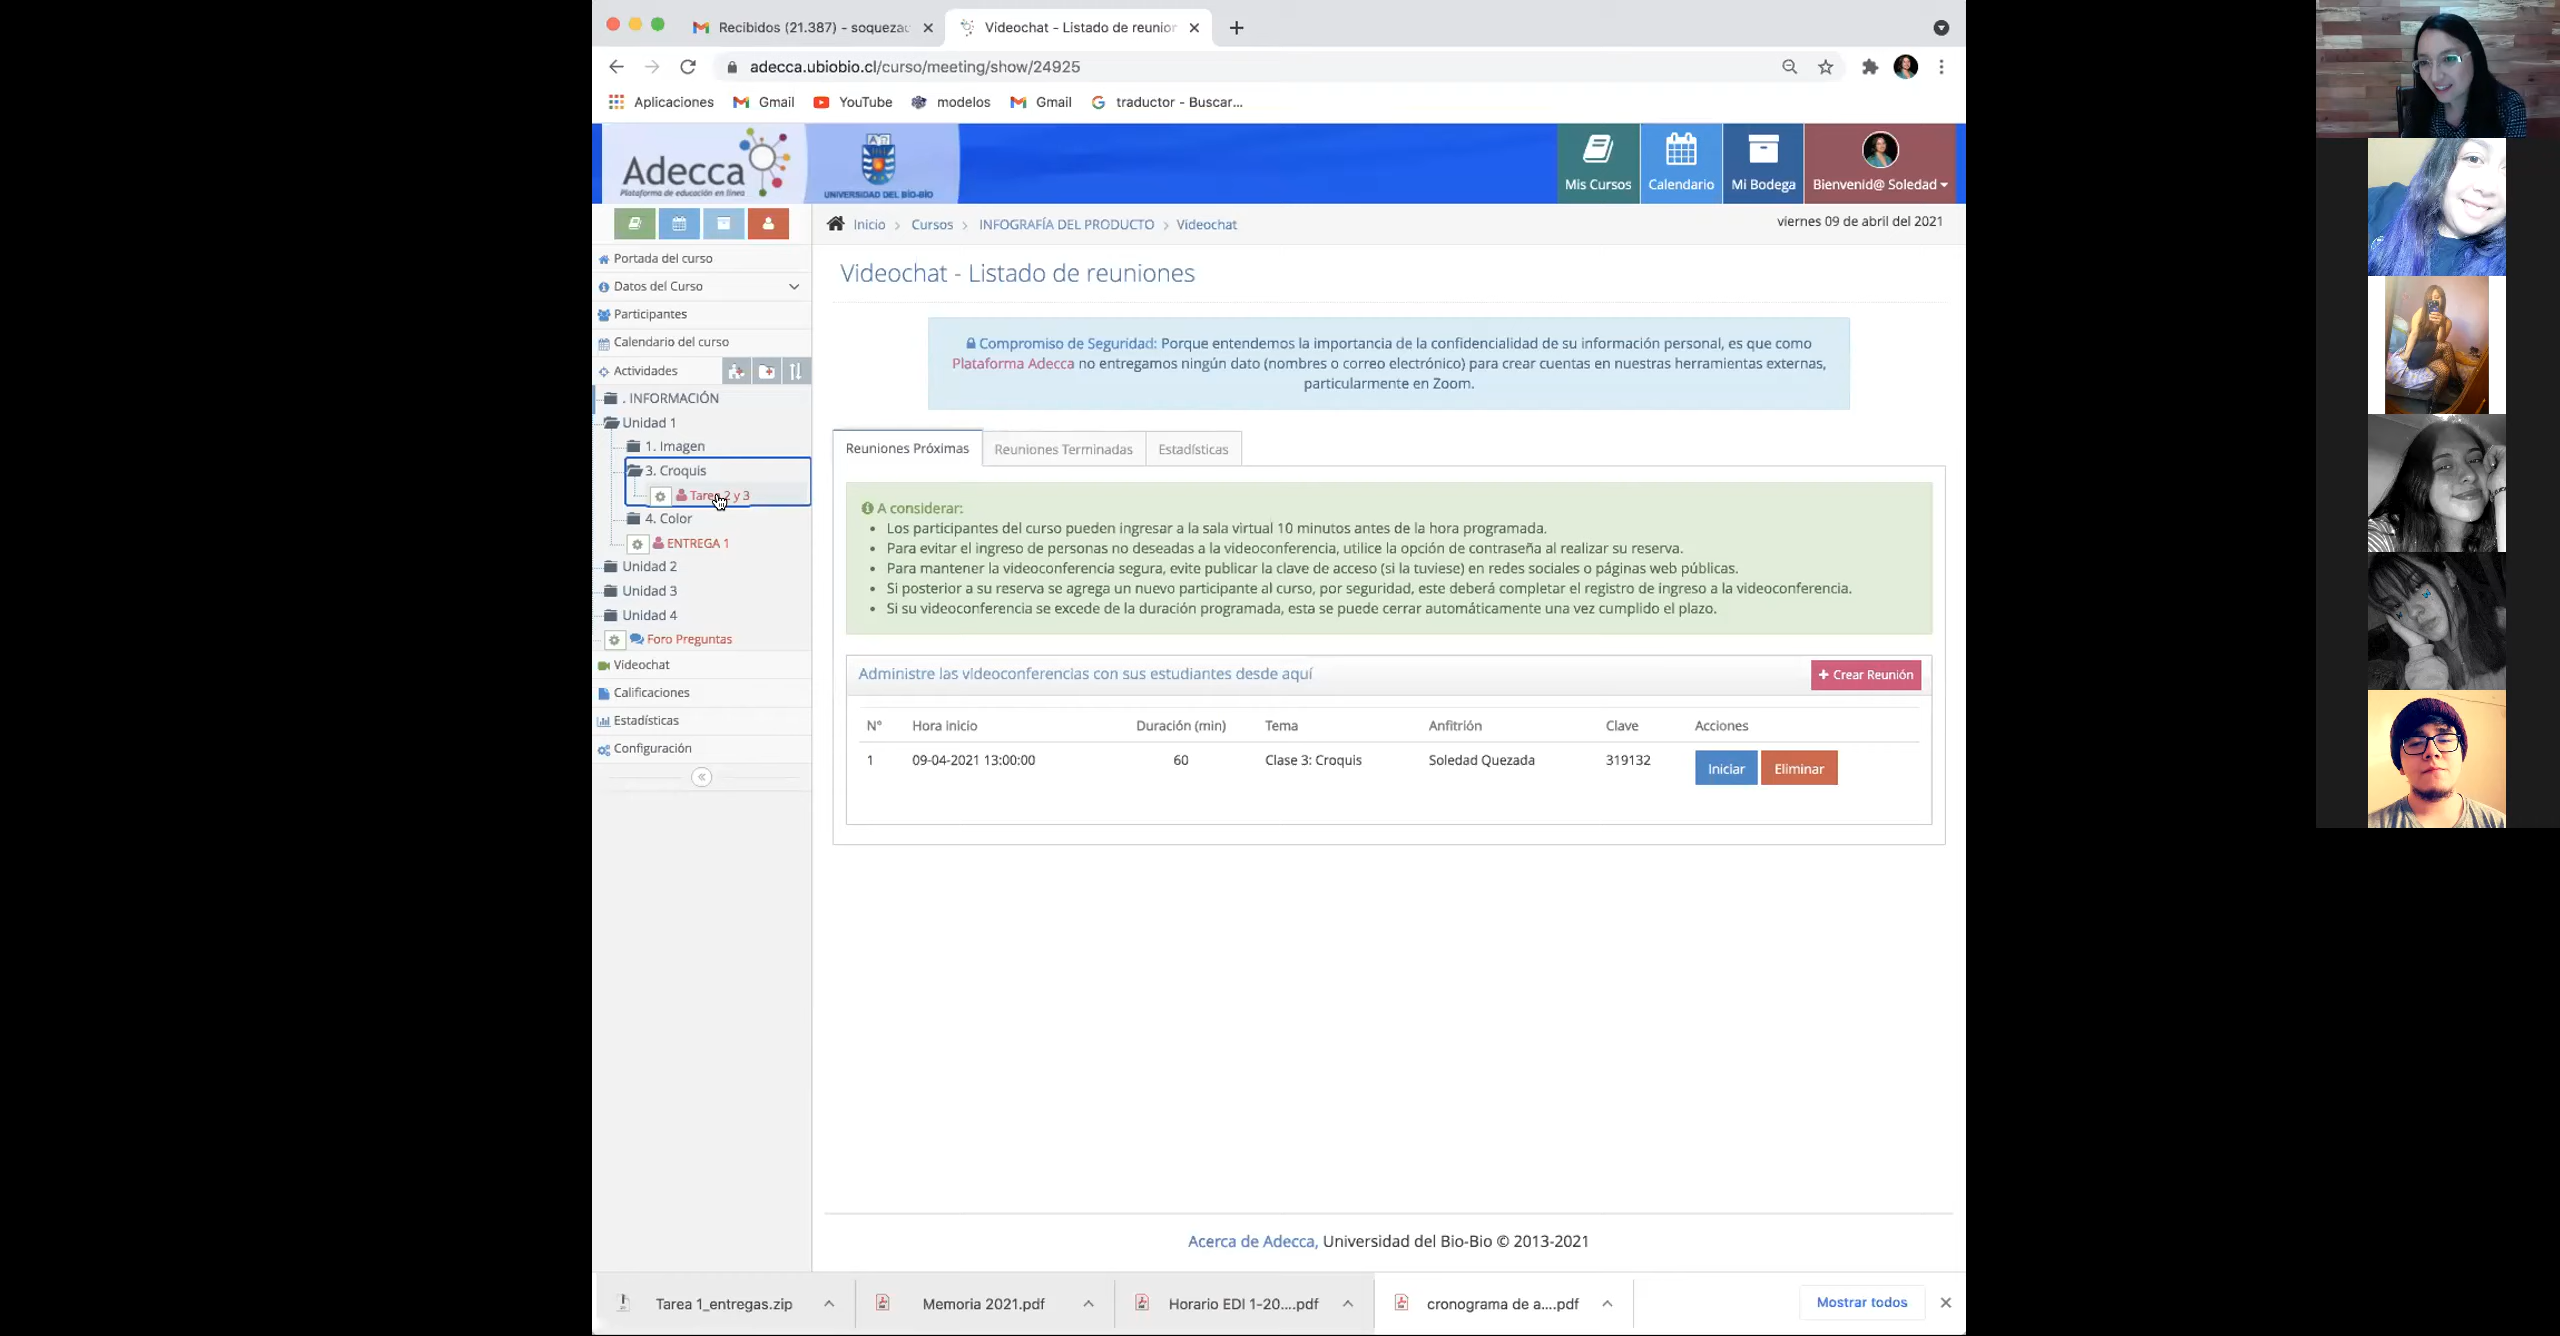 Recibidos (21.387) - soqueza
Videochat - Listado de reunion
adecca.ubiobio.cl/curso/meeting/show/24925
Aplicaciones
Gmail
YouTube
modelos
Gmail
traductor - Buscar...
Adecca
Plataforma de educación en línea
UNIVERSIDAD DEL BÍO-BÍO
Mis Cursos
Calendario
Mi Bodega
Bienvenid@ Soledad
Inicio > Cursos > INFOGRAFÍA DEL PRODUCTO > Videochat
viernes 09 de abril del 2021
Portada del curso
Datos del Curso
Participantes
Calendario del curso
Actividades
. INFORMACIÓN
Unidad 1
1. Imagen
3. Croquis
Tarea 2 y 3
4. Color
ENTREGA 1
Unidad 2
Unidad 3
Unidad 4
Foro Preguntas
Videochat
Calificaciones
Estadísticas
Configuración
Videochat - Listado de reuniones
Compromiso de Seguridad: Porque entendemos la importancia de la confidencialidad de su información personal, es que como
Plataforma Adecca no entregamos ningún dato (nombres o correo electrónico) para crear cuentas en nuestras herramientas externas,
particularmente en Zoom.
Reuniones Próximas
Reuniones Terminadas
Estadísticas
A considerar:
• Los participantes del curso pueden ingresar a la sala virtual 10 minutos antes de la hora programada.
• Para evitar el ingreso de personas no deseadas a la videoconferencia, utilice la opción de contraseña al realizar su reserva.
• Para mantener la videoconferencia segura, evite publicar la clave de acceso (si la tuviese) en redes sociales o páginas web públicas.
• Si posterior a su reserva se agrega un nuevo participante al curso, por seguridad, este deberá completar el registro de ingreso a la videoconferencia.
• Si su videoconferencia se excede de la duración programada, esta se puede cerrar automáticamente una vez cumplido el plazo.
Administre las videoconferencias con sus estudiantes desde aquí
+ Crear Reunión
N° Hora inicio Duración (min) Tema Anfitrión Clave Acciones
1 09-04-2021 13:00:00 60 Clase 3: Croquis Soledad Quezada 319132 Iniciar Eliminar
Acerca de Adecca, Universidad del Bio-Bio © 2013-2021
Tarea 1_entregas.zip
Memoria 2021.pdf
Horario EDI 1-20....pdf
cronograma de a....pdf
Mostrar todos